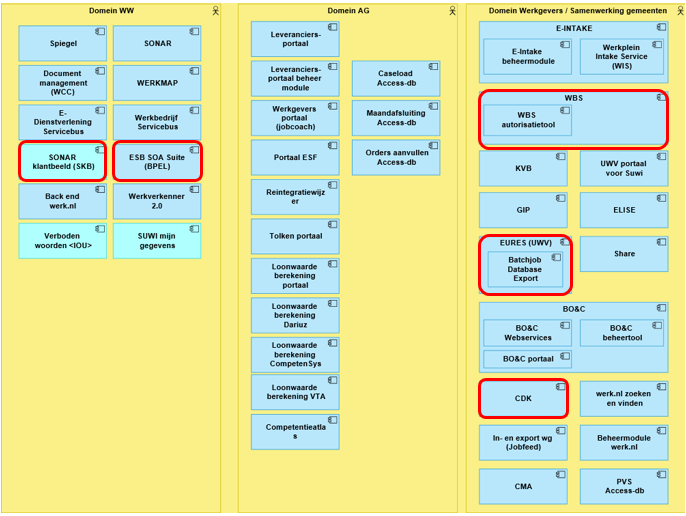 Domein WW
Spiegel
SONAR
Document
management
(WCC)
WERKMAP
E-
Dienstverlening
Servicebus
Werkbedrijf
Servicebus
SONAR
klantbeeld (SKB)
ESB SOA Suite
(BPEL)
Back end
werk.nl
Werkverkenner
2.0
Verboden
woorden <IOU>
SUWI mijn
gegevens
Domein AG
Leveranciers-
portaal
Leveranciers-
portaal beheer
module
Caseload
Access-db
Werkgevers
portaal
(jobcoach)
Maandafsluiting
Access-db
Portaal ESF
Orders aanvullen
Access-db
Reintegratiewijz
er
Tolken portaal
Loonwaarde
berekening
portaal
Loonwaarde
berekening
Dariuz
Loonwaarde
berekening
CompetenSys
Loonwaarde
berekening VTA
Competentieatla
s
Domein Werkgevers / Samenwerking gemeenten
E-INTAKE
E-Intake
beheermodule
Werkplein
Intake Service
(WIS)
WBS
WBS
autorisatietool
KVB
UWV portaal
voor Suwi
GIP
ELISE
EURES (UWV)
Batchjob
Database
Export
Share
BO&C
BO&C
Webservices
BO&C
beheertool
BO&C portaal
CDK
werk.nl zoeken
en vinden
In- en export wg
(Jobfeed)
Beheermodule
werk.nl
CMA
PVS
Access-db